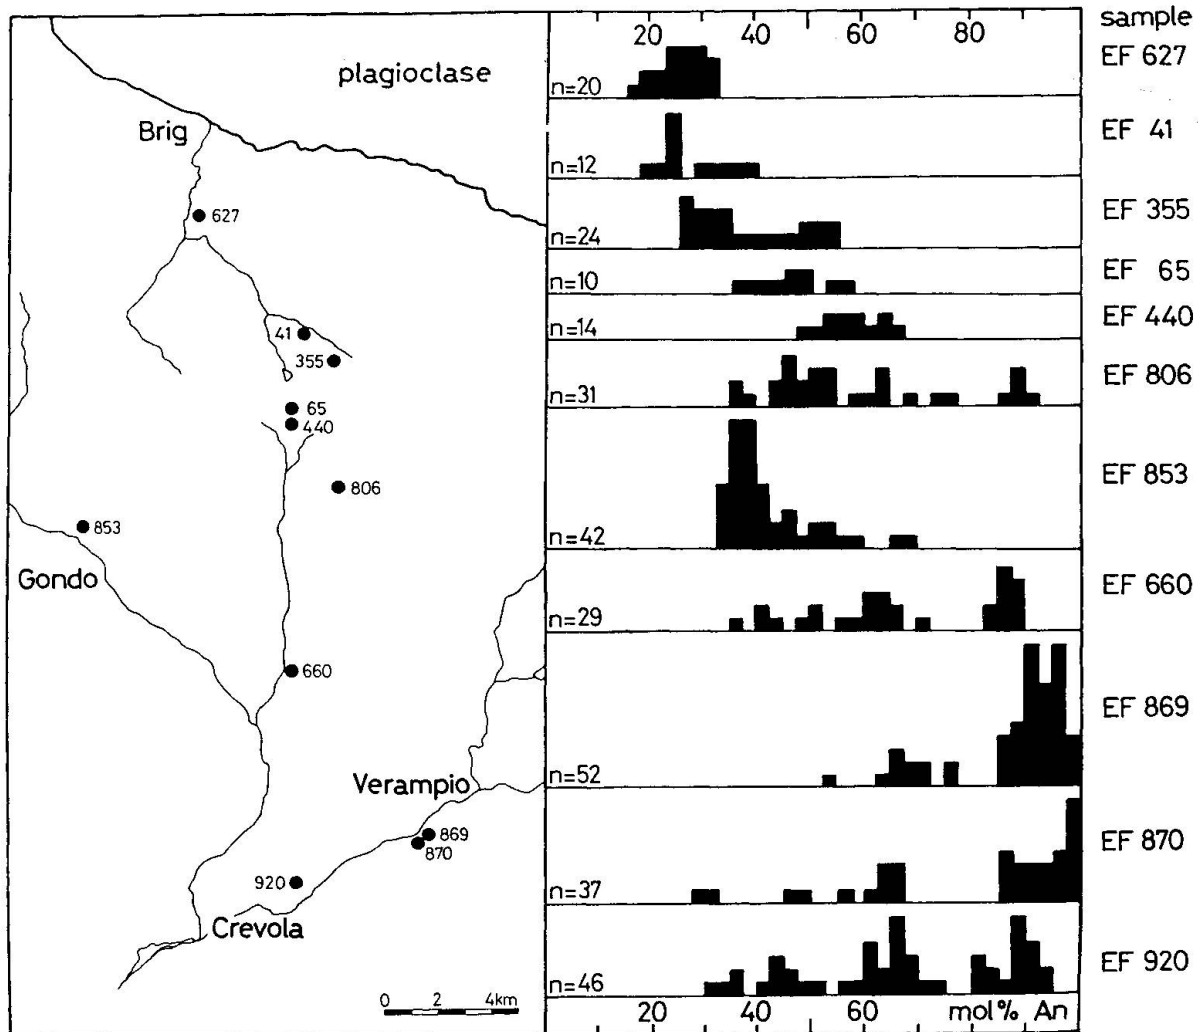 plagioclase
Brig
627
41
355
65
440
806
853
Gondo
660
Verampio
869
870
920
Crevola
0 2 4km
20 40 60 80
sample
n=20
EF 627
n=12
EF 41
n=24
EF 355
n=10
EF 65
n=14
EF 440
n=31
EF 806
n=42
EF 853
n=29
EF 660
n=52
EF 869
n=37
EF 870
n=46
EF 920
20 40 60 mol% An